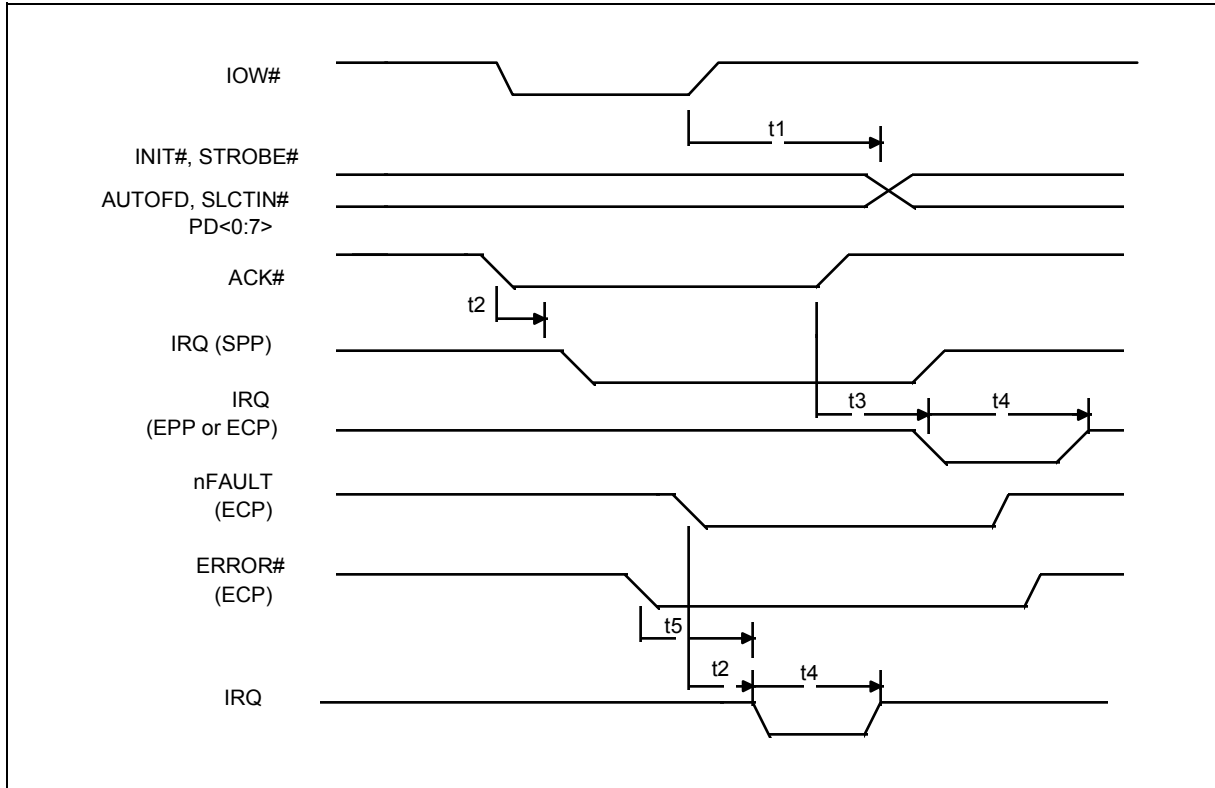 IOW#
t1
INIT#, STROBE#
AUTOFD, SLCTIN#
PD<0:7>
ACK#
t2
IRQ (SPP)
IRQ
(EPP or ECP)
t3
t4
nFAULT
(ECP)
ERROR#
(ECP)
t5
t2
t4
IRQ